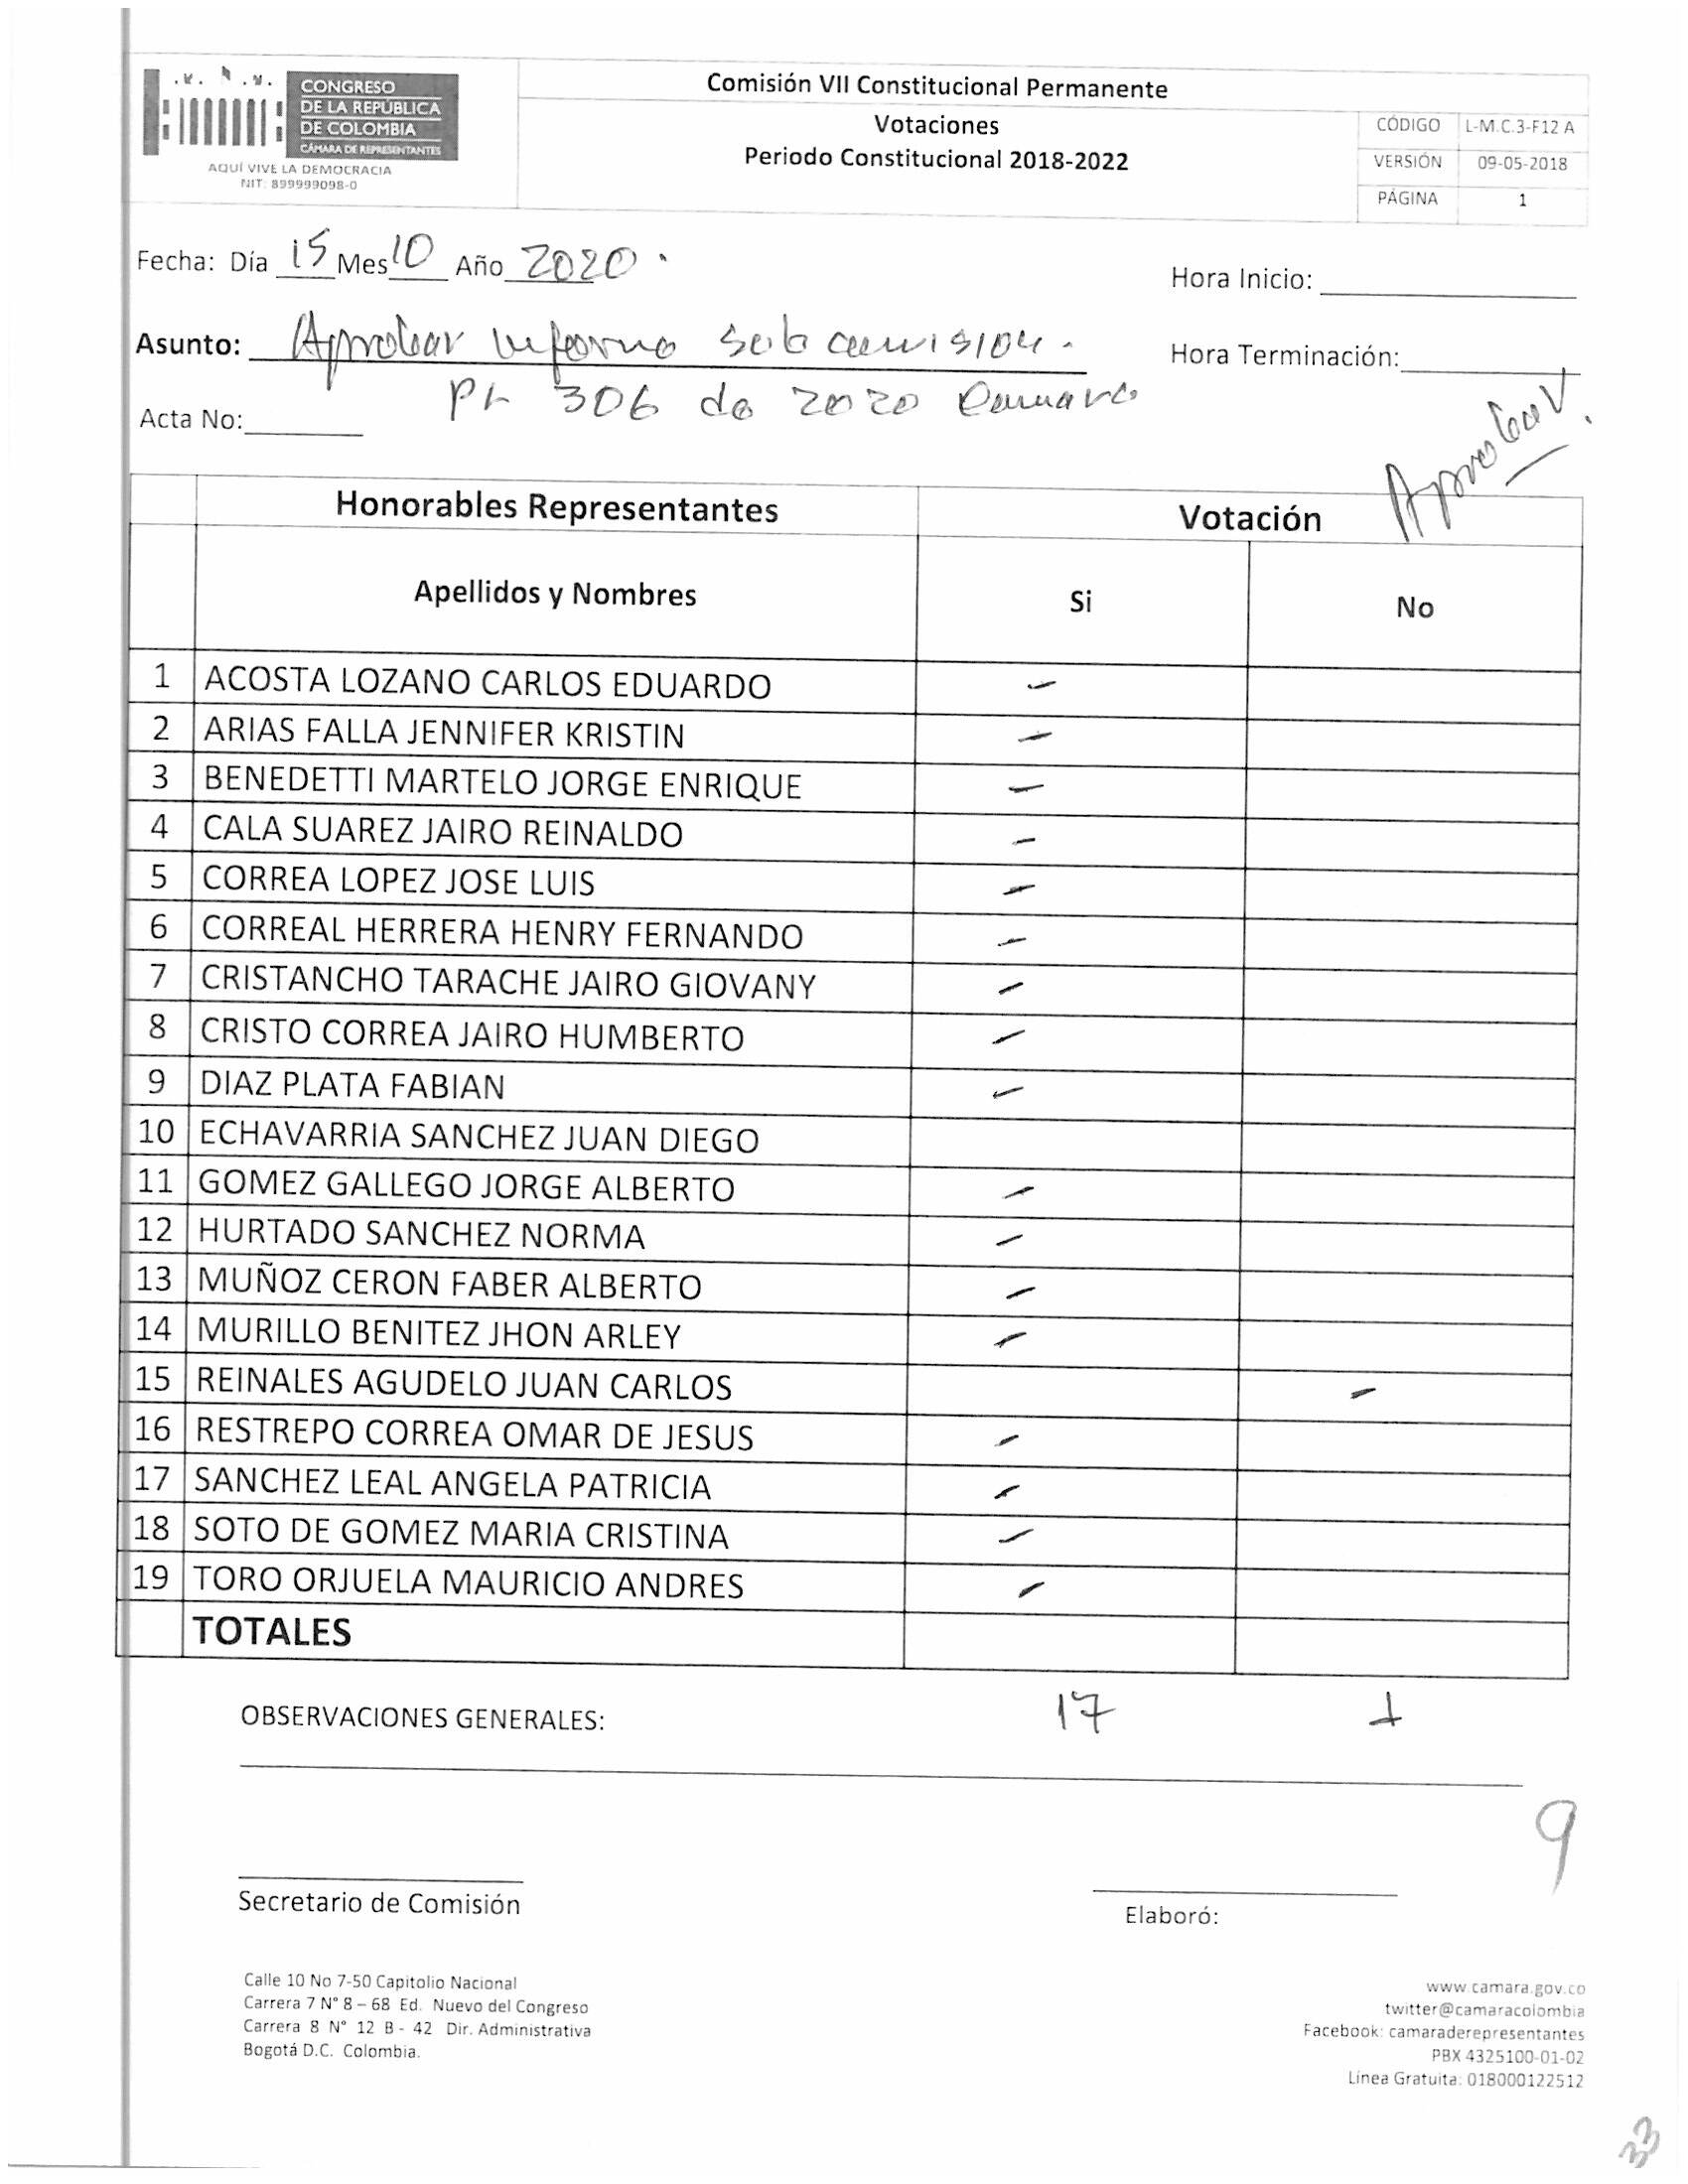 CONGRESO
DE LA REPÚBLICA
DE COLOMBIA
CÁMARA DE REPRESENTANTES
AQUÍ VIVE LA DEMOCRACIA
NIT: 899999098-0
Comisión VII Constitucional Permanente
Votaciones
Periodo Constitucional 2018-2022
CÓDIGO L-M.C.3-F12 A
VERSIÓN 09-05-2018
PÁGINA 1
Fecha: Día 15 Mes 10 Año 2020.
Hora Inicio:
Asunto: Aprobar informe subcomisión.
Hora Terminación:
PL 306 de 2020 Camara
Acta No:
Aprobar.
Honorables Representantes Votación
Apellidos y Nombres Si No
1 ACOSTA LOZANO CARLOS EDUARDO
2 ARIAS FALLA JENNIFER KRISTIN
3 BENEDETTI MARTELO JORGE ENRIQUE
4 CALA SUAREZ JAIRO REINALDO
5 CORREA LOPEZ JOSE LUIS
6 CORREAL HERRERA HENRY FERNANDO
7 CRISTANCHO TARACHE JAIRO GIOVANY
8 CRISTO CORREA JAIRO HUMBERTO
9 DIAZ PLATA FABIAN
10 ECHAVARRIA SANCHEZ JUAN DIEGO
11 GOMEZ GALLEGO JORGE ALBERTO
12 HURTADO SANCHEZ NORMA
13 MUÑOZ CERON FABER ALBERTO
14 MURILLO BENITEZ JHON ARLEY
15 REINALES AGUDELO JUAN CARLOS
16 RESTREPO CORREA OMAR DE JESUS
17 SANCHEZ LEAL ANGELA PATRICIA
18 SOTO DE GOMEZ MARIA CRISTINA
19 TORO ORJUELA MAURICIO ANDRES
TOTALES
OBSERVACIONES GENERALES: 17 1
9
Secretario de Comisión
Elaboró:
Calle 10 No 7-50 Capitolio Nacional
Carrera 7 N° 8 – 68 Ed. Nuevo del Congreso
Carrera 8 N° 12 B - 42 Dir. Administrativa
Bogotá D.C. Colombia.
www.camara.gov.co
twitter@camaracolombia
Facebook: camaraderepresentantes
PBX 4325100-01-02
Línea Gratuita: 018000122512
33